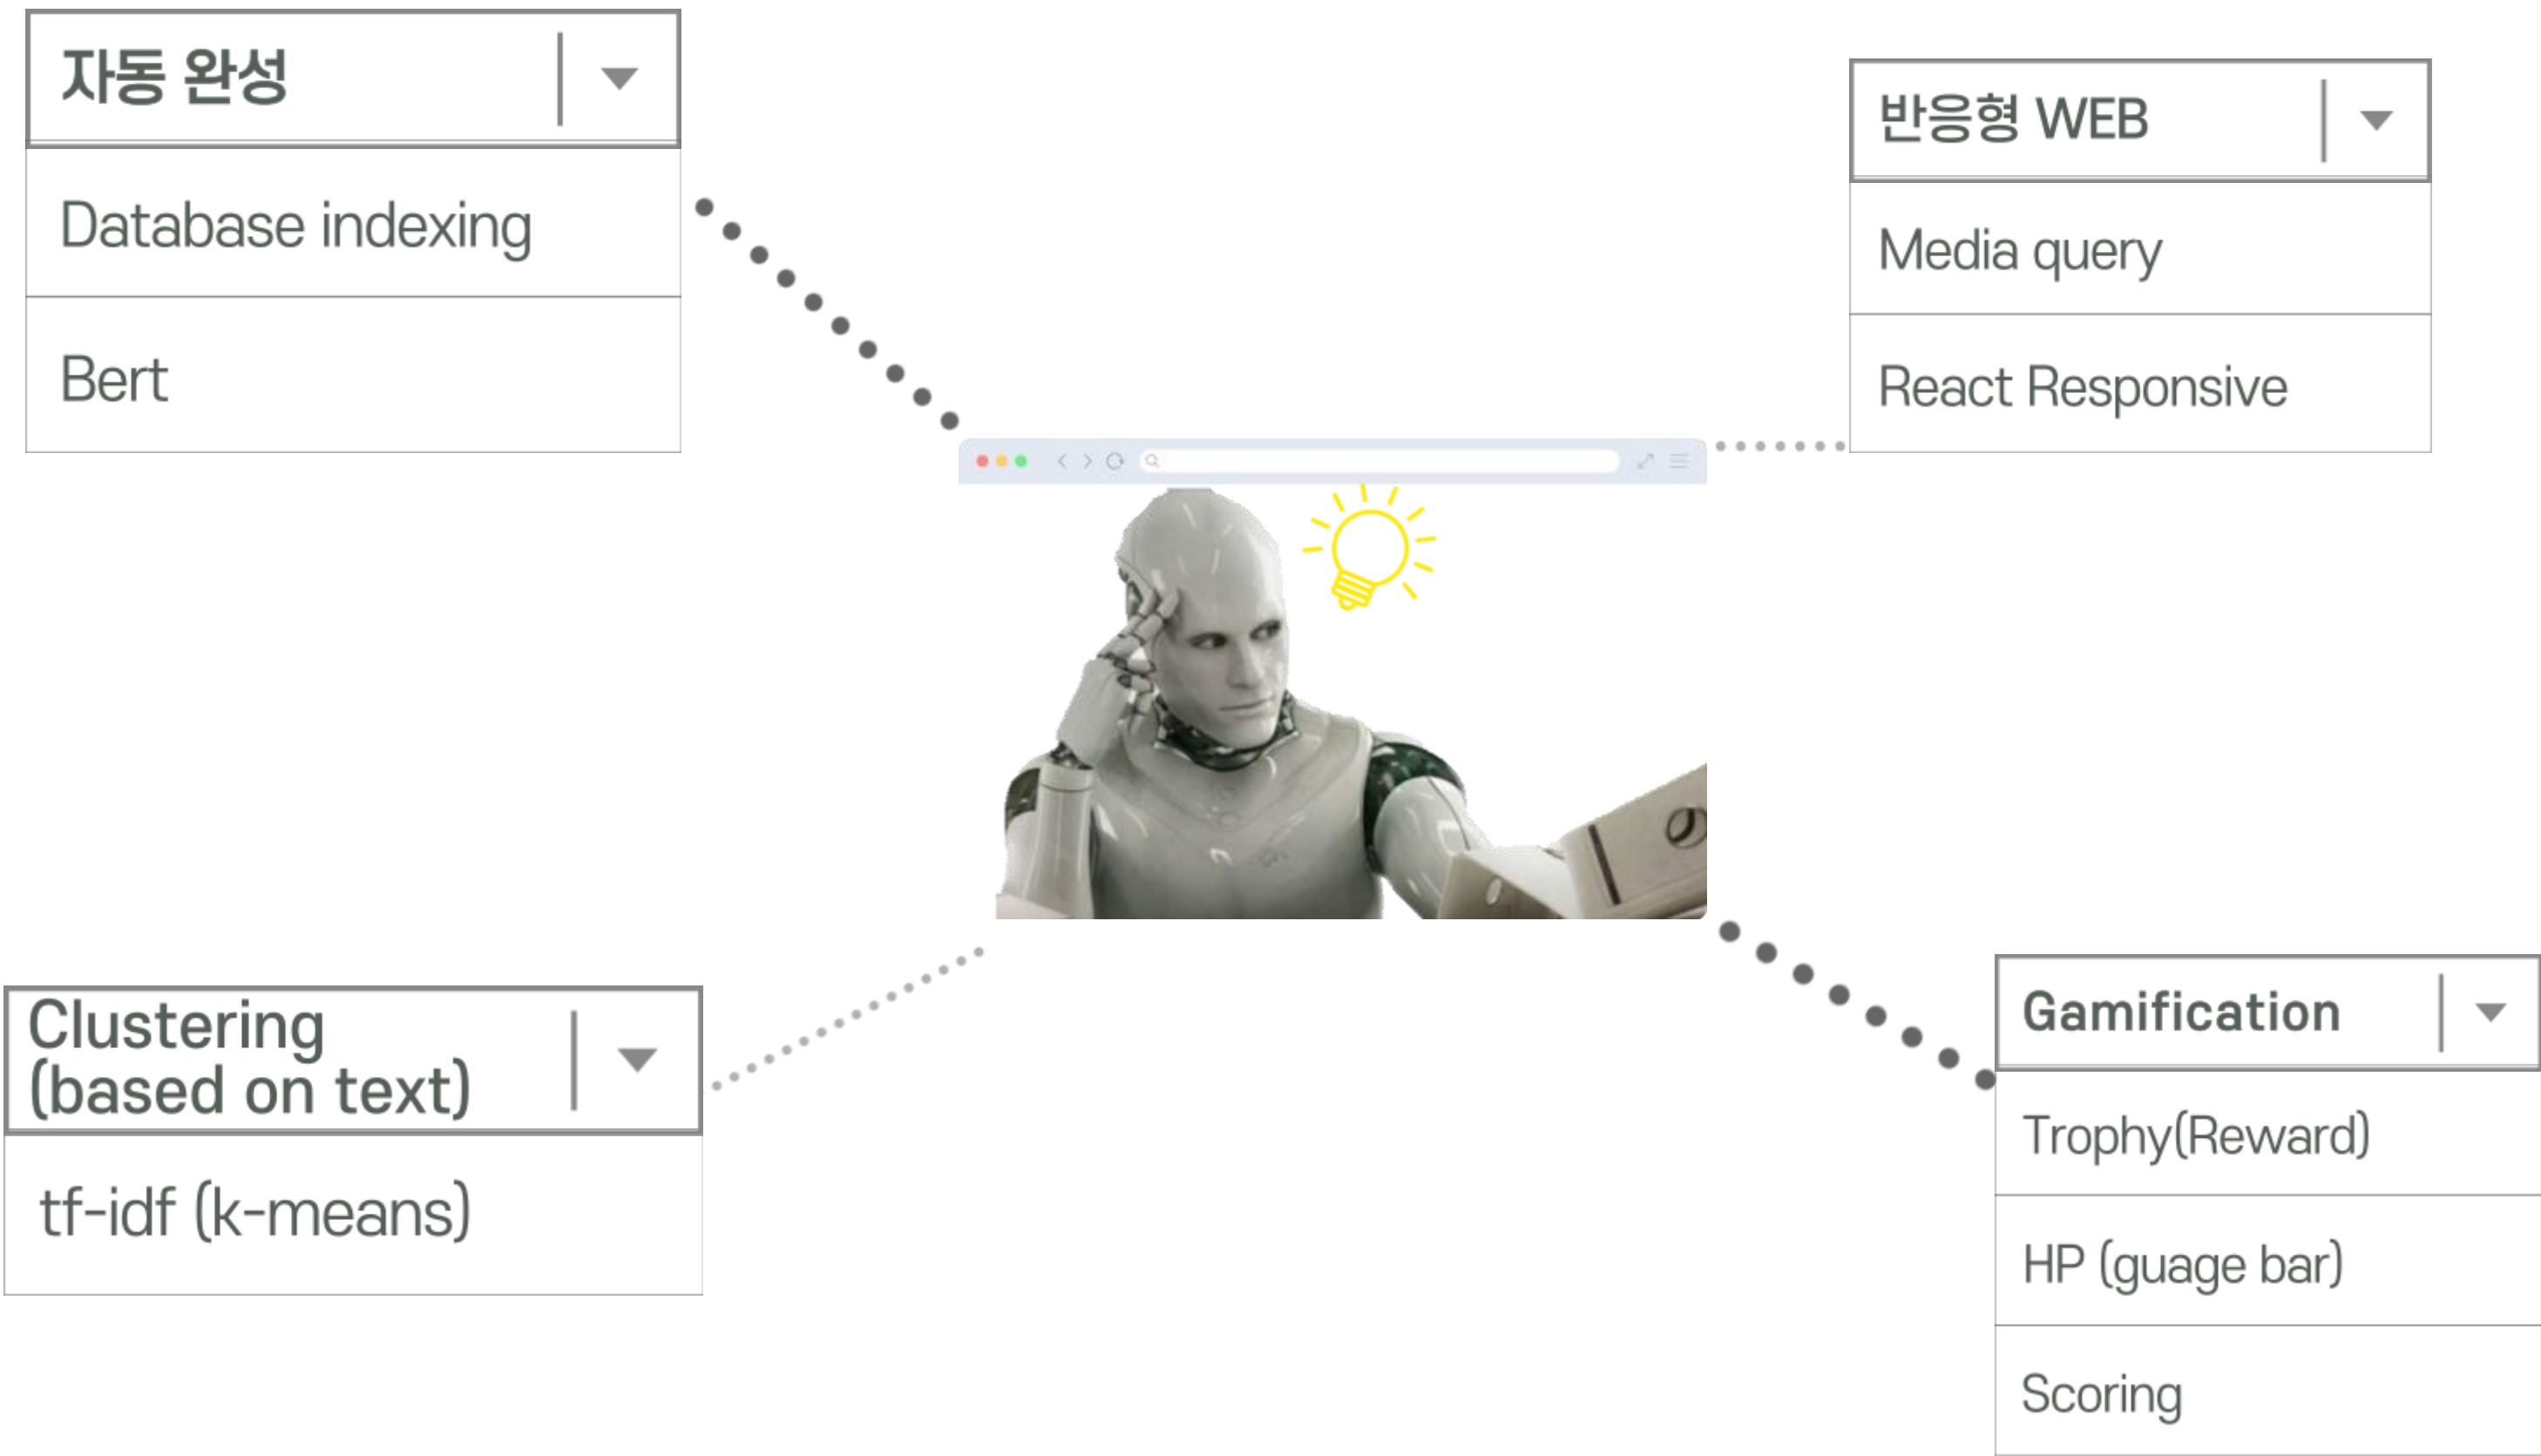 자동 완성
Database indexing
Bert
반응형 WEB
Media query
React Responsive
Clustering
(based on text)
tf-idf (k-means)
Gamification
Trophy(Reward)
HP (guage bar)
Scoring